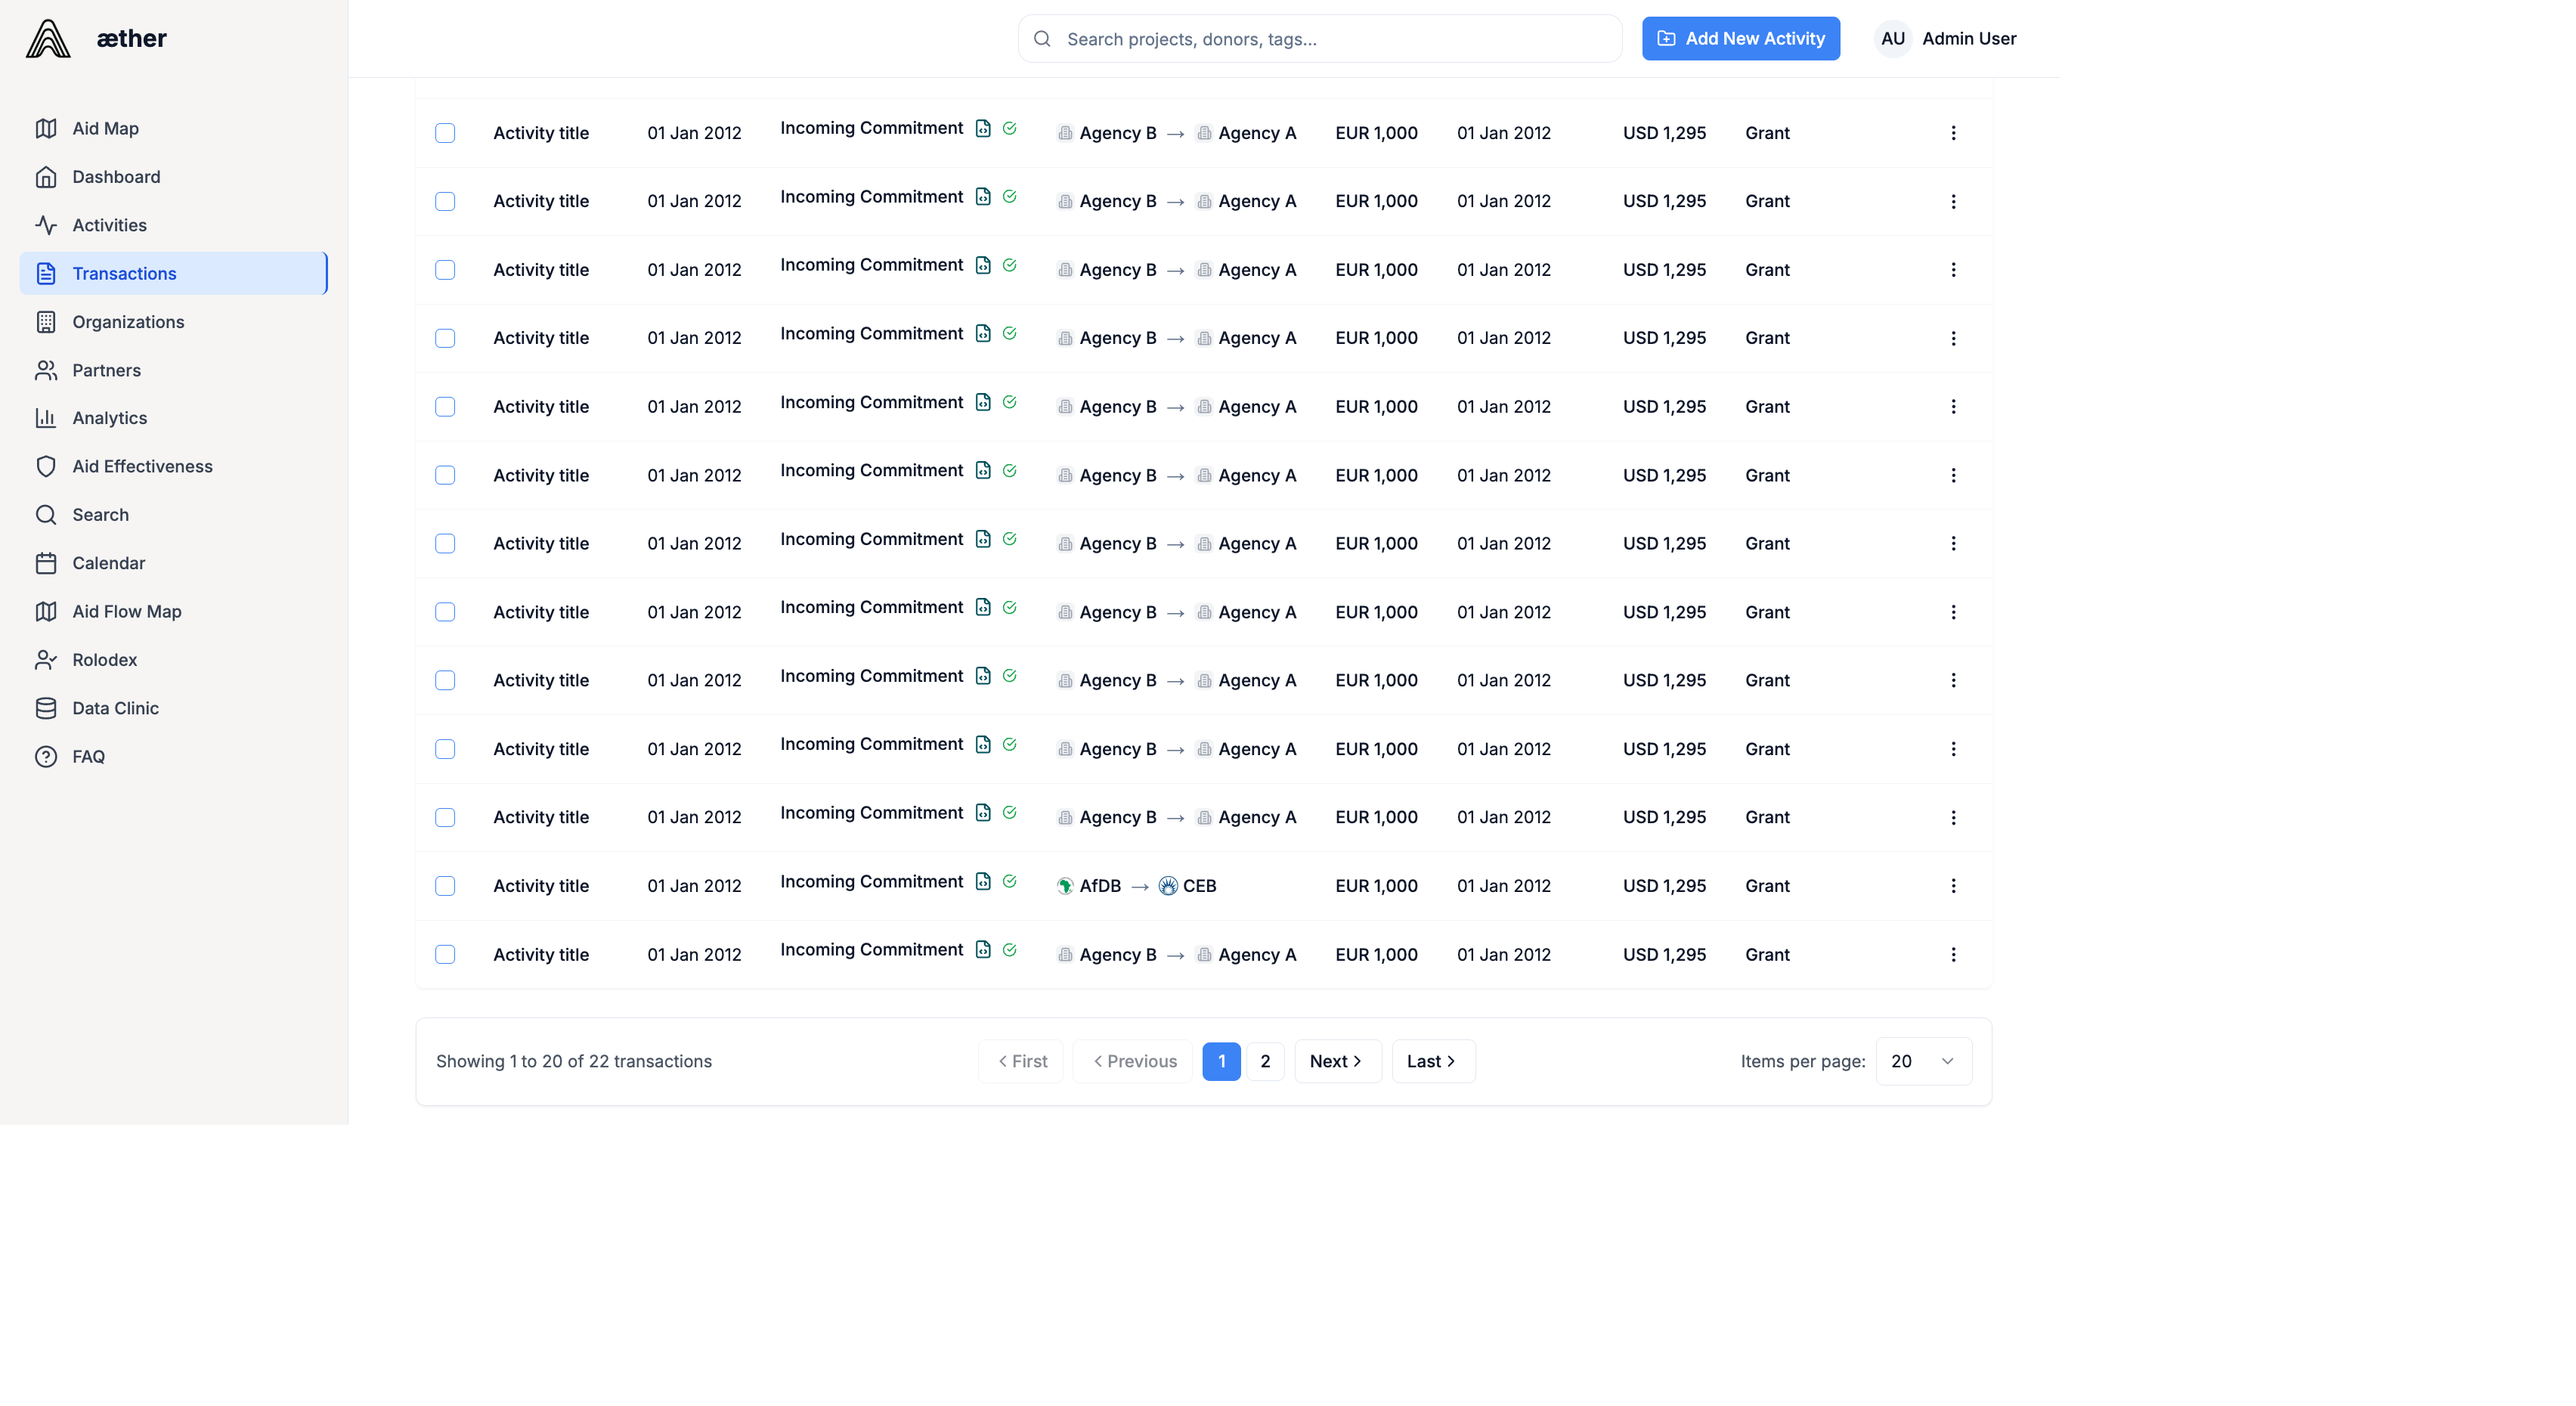 æther
Search projects, donors, tags...
Add New Activity
AU
Admin User
Aid Map
Dashboard
Activities
Transactions
Organizations
Partners
Analytics
Aid Effectiveness
Search
Calendar
Aid Flow Map
Rolodex
Data Clinic
FAQ
Activity title 01 Jan 2012 Incoming Commitment Agency B → Agency A EUR 1,000 01 Jan 2012 USD 1,295 Grant
Activity title 01 Jan 2012 Incoming Commitment Agency B → Agency A EUR 1,000 01 Jan 2012 USD 1,295 Grant
Activity title 01 Jan 2012 Incoming Commitment Agency B → Agency A EUR 1,000 01 Jan 2012 USD 1,295 Grant
Activity title 01 Jan 2012 Incoming Commitment Agency B → Agency A EUR 1,000 01 Jan 2012 USD 1,295 Grant
Activity title 01 Jan 2012 Incoming Commitment Agency B → Agency A EUR 1,000 01 Jan 2012 USD 1,295 Grant
Activity title 01 Jan 2012 Incoming Commitment Agency B → Agency A EUR 1,000 01 Jan 2012 USD 1,295 Grant
Activity title 01 Jan 2012 Incoming Commitment Agency B → Agency A EUR 1,000 01 Jan 2012 USD 1,295 Grant
Activity title 01 Jan 2012 Incoming Commitment Agency B → Agency A EUR 1,000 01 Jan 2012 USD 1,295 Grant
Activity title 01 Jan 2012 Incoming Commitment Agency B → Agency A EUR 1,000 01 Jan 2012 USD 1,295 Grant
Activity title 01 Jan 2012 Incoming Commitment Agency B → Agency A EUR 1,000 01 Jan 2012 USD 1,295 Grant
Activity title 01 Jan 2012 Incoming Commitment Agency B → Agency A EUR 1,000 01 Jan 2012 USD 1,295 Grant
Activity title 01 Jan 2012 Incoming Commitment AfDB → CEB EUR 1,000 01 Jan 2012 USD 1,295 Grant
Activity title 01 Jan 2012 Incoming Commitment Agency B → Agency A EUR 1,000 01 Jan 2012 USD 1,295 Grant
Showing 1 to 20 of 22 transactions
First Previous 1 2 Next Last
Items per page: 20